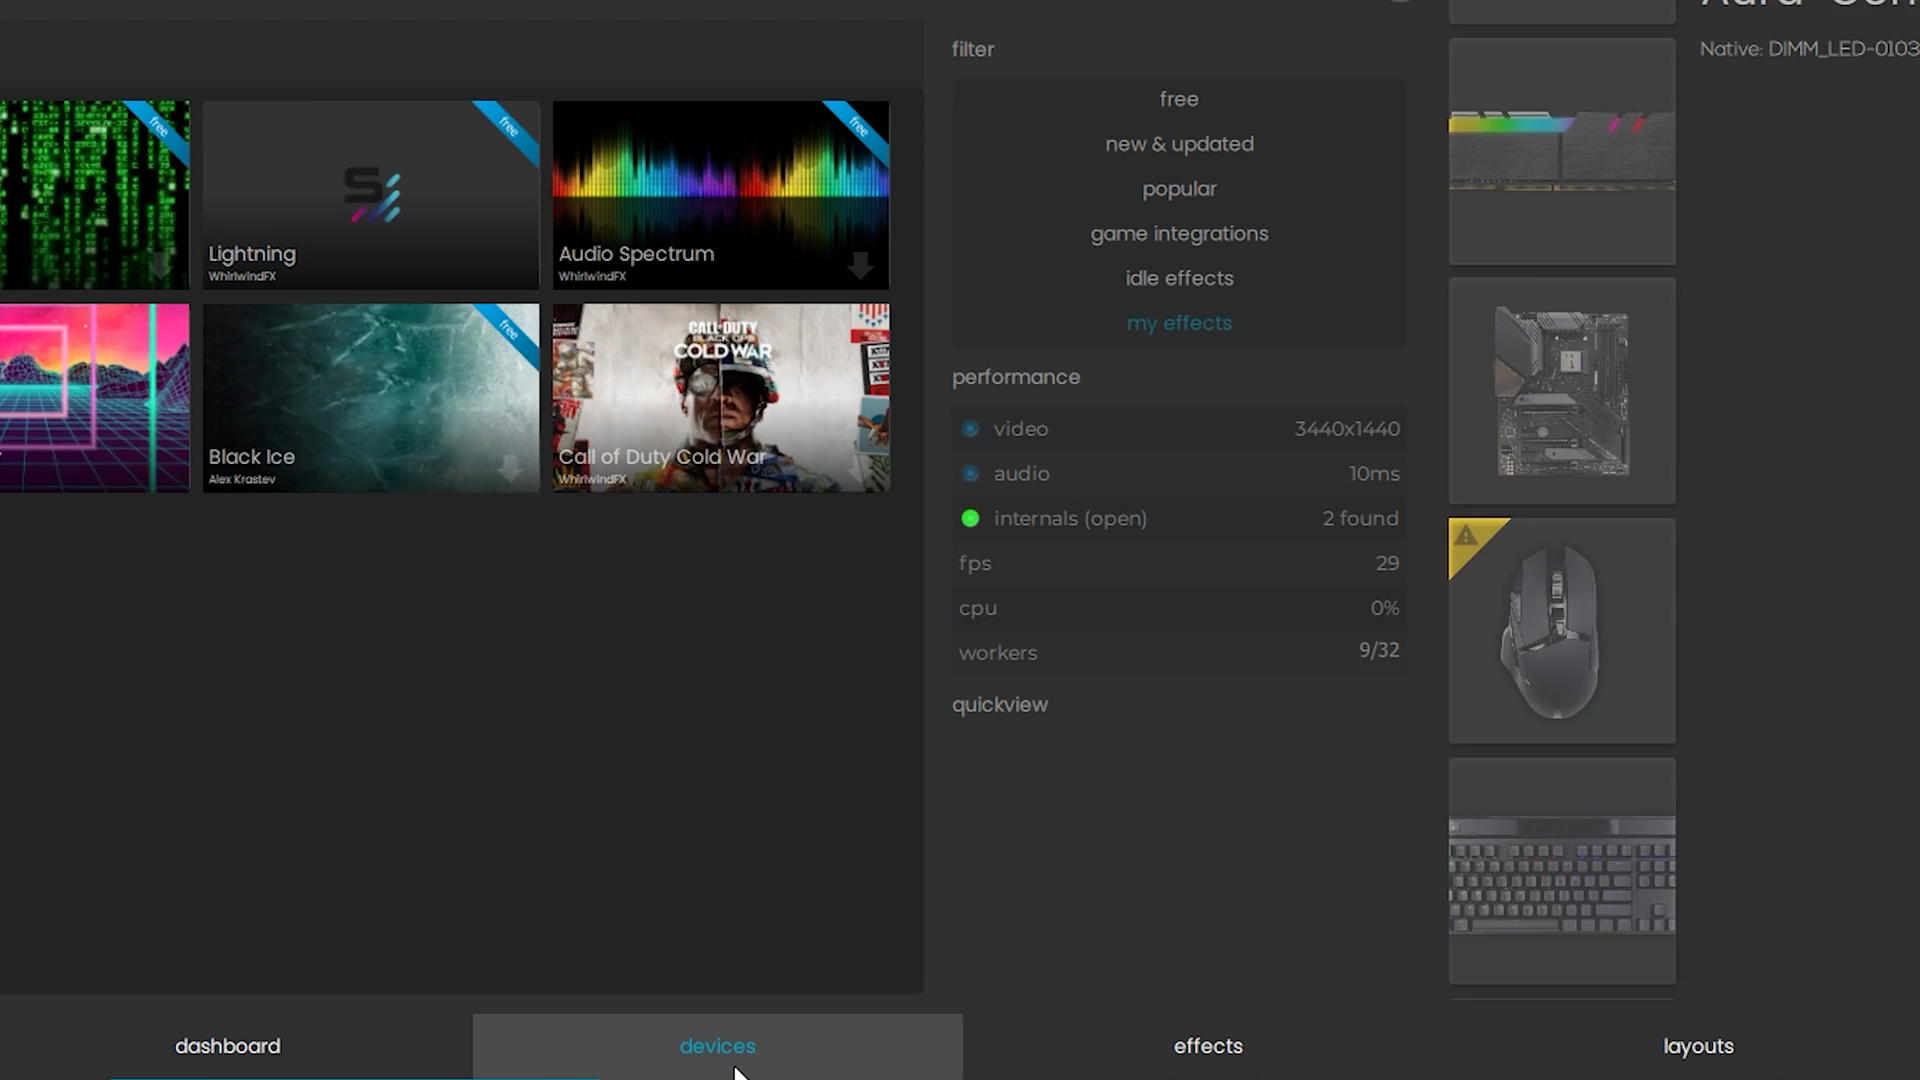 free
Lightning
WhirlwindFX
free
Audio Spectrum
WhirlwindFX
free
Black Ice
Alex Krastev
free
CALL OF DUTY
BLACK OPS
COLD WAR
Call of Duty Cold War
WhirlwindFX
filter
free
new & updated
popular
game integrations
idle effects
my effects
performance
video 3440x1440
audio 10ms
internals (open) 2 found
fps 29
cpu 0%
workers 9/32
quickview
Native: DIMM_LED-0103
dashboard
devices
effects
layouts